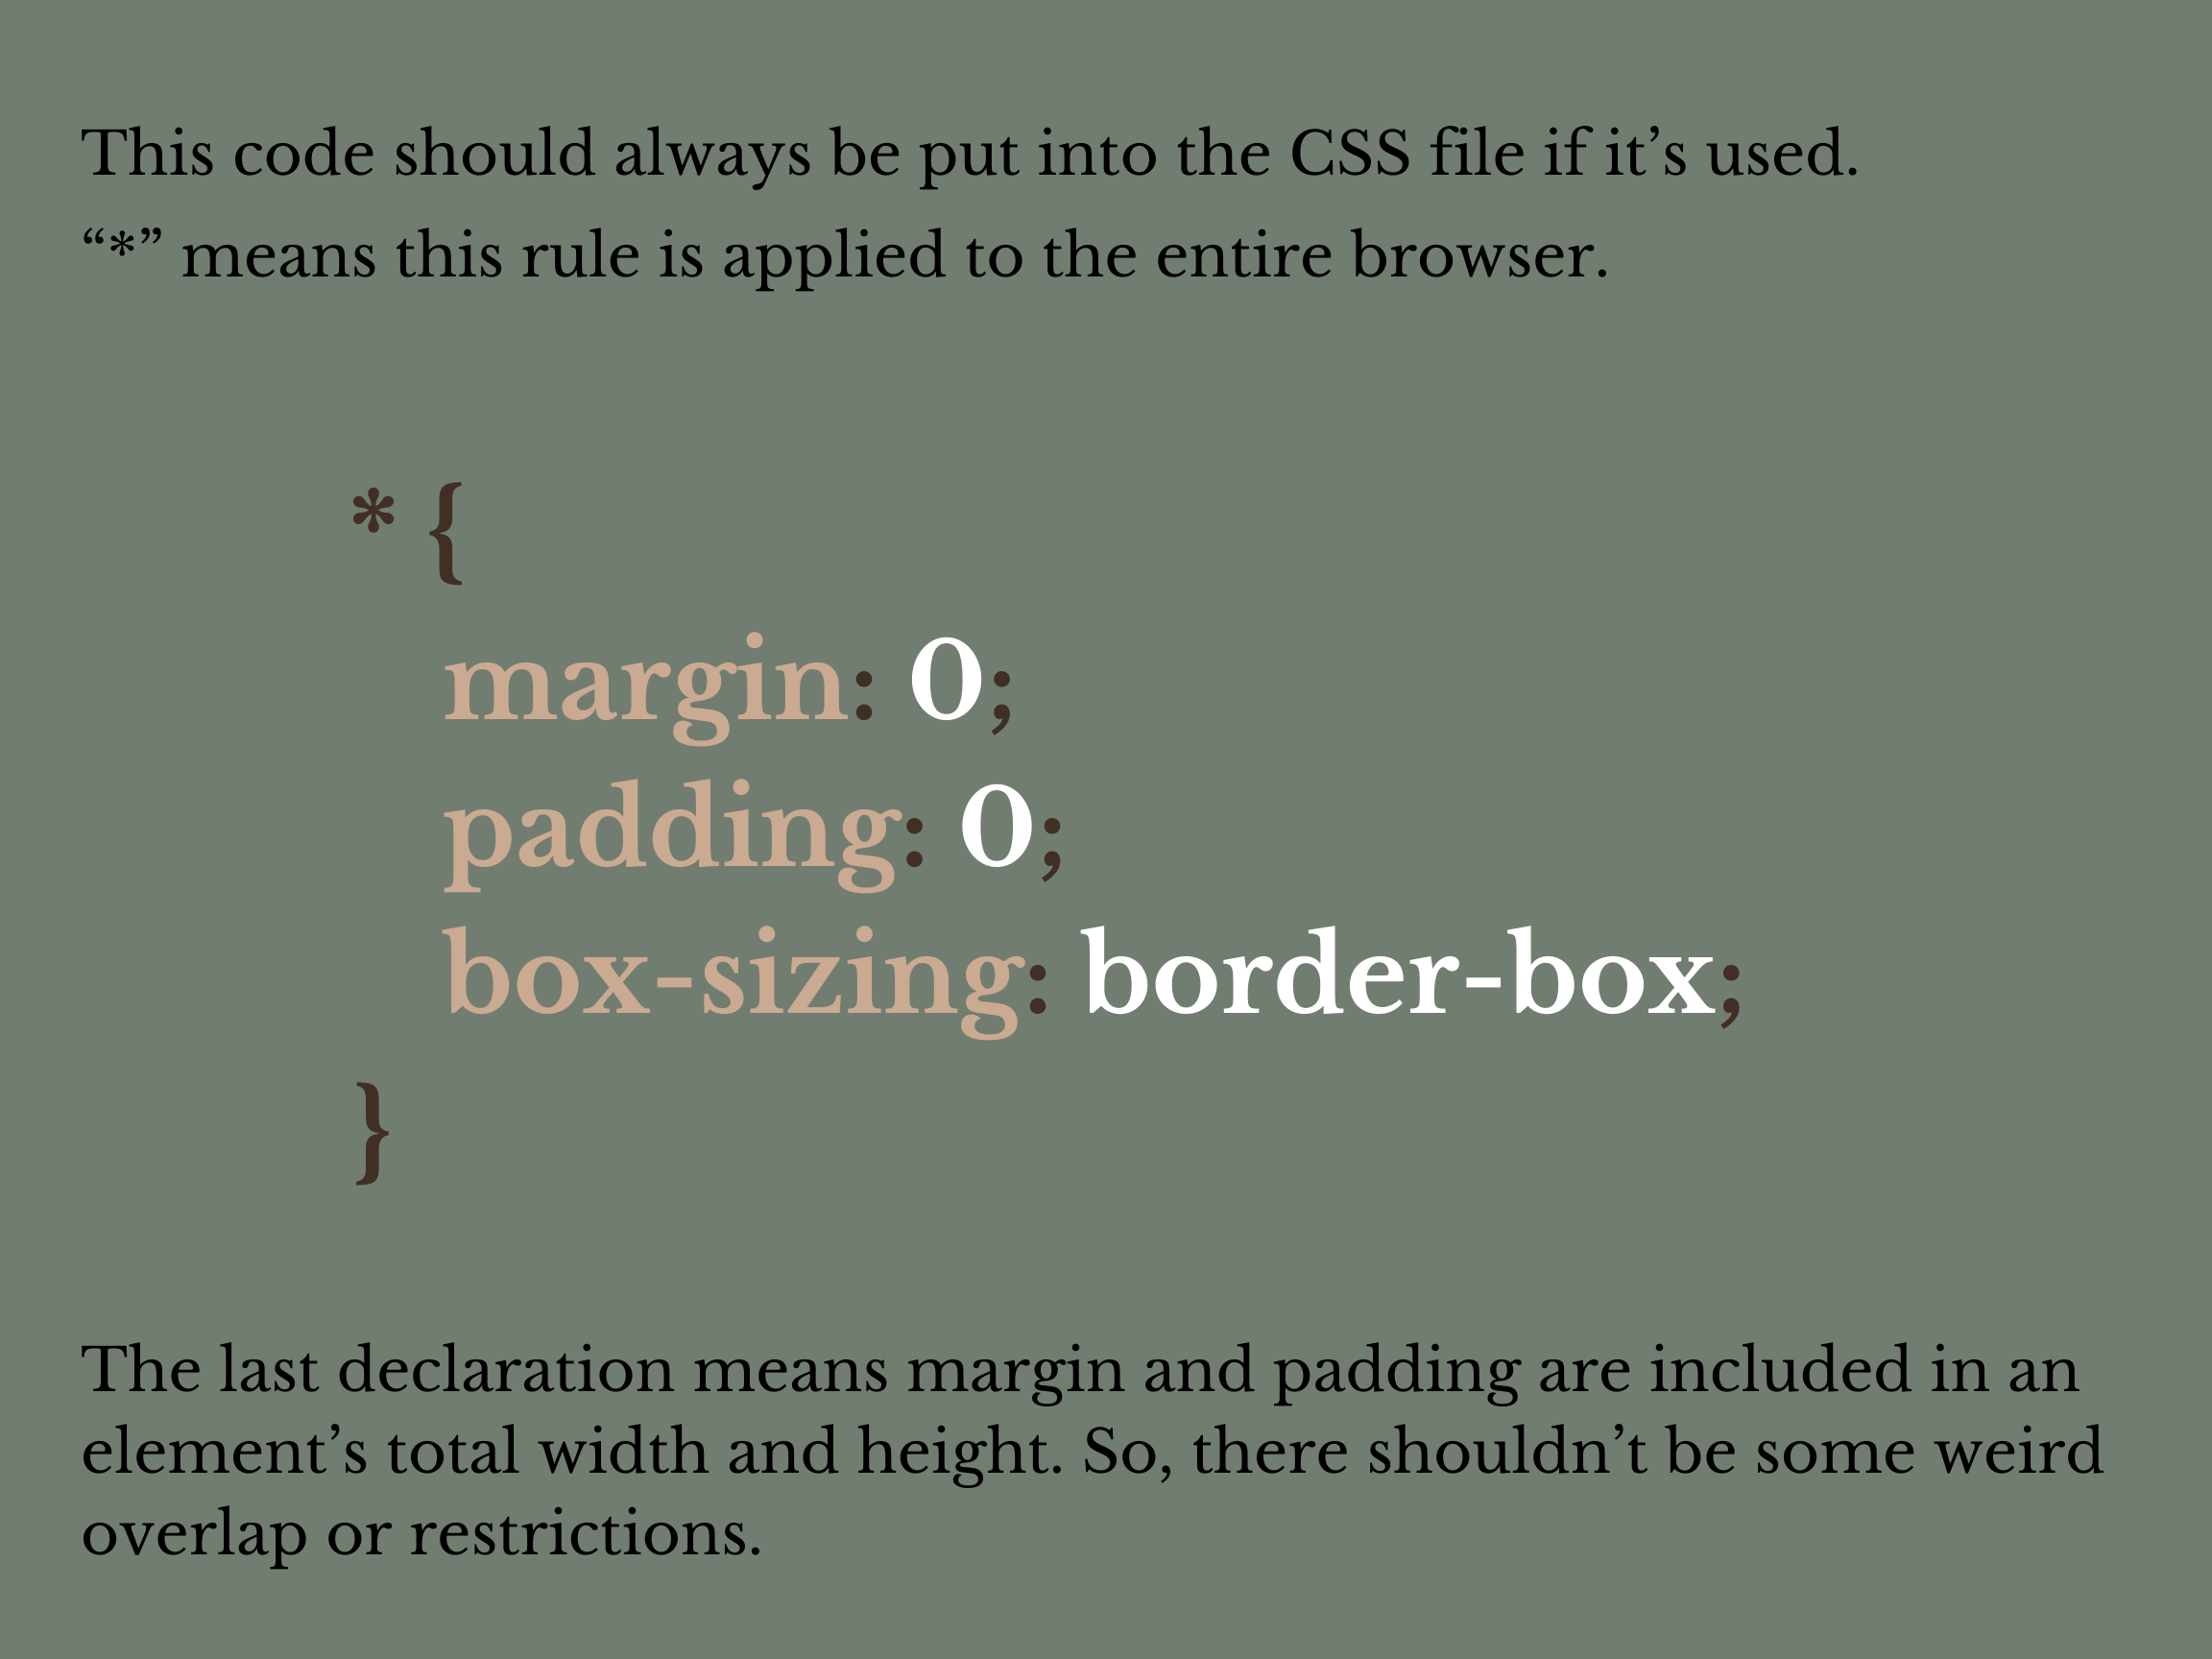 This code should always be put into the CSS file if it’s used.
“*” means this rule is applied to the entire browser.
* {
margin: 0;
padding: 0;
box-sizing: border-box;
}
The last declaration means margin and padding are included in an
element’s total width and height. So, there shouldn’t be some weird
overlap or restrictions.